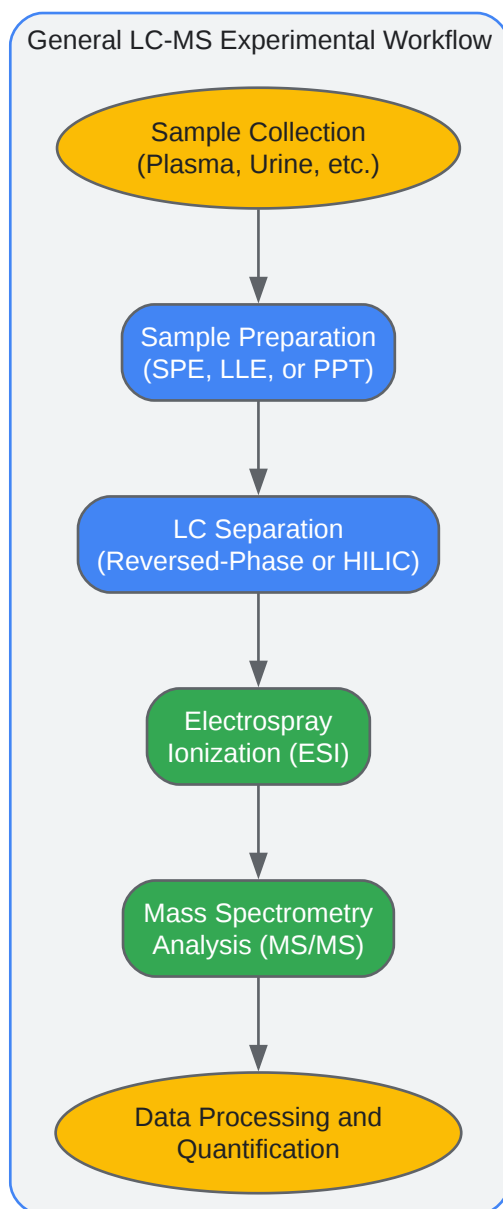 General LC-MS Experimental Workflow
Sample Collection
(Plasma, Urine, etc.)
Sample Preparation
(SPE, LLE, or PPT)
LC Separation
(Reversed-Phase or HILIC)
Electrospray
Ionization (ESI)
Mass Spectrometry
Analysis (MS/MS)
Data Processing and
Quantification